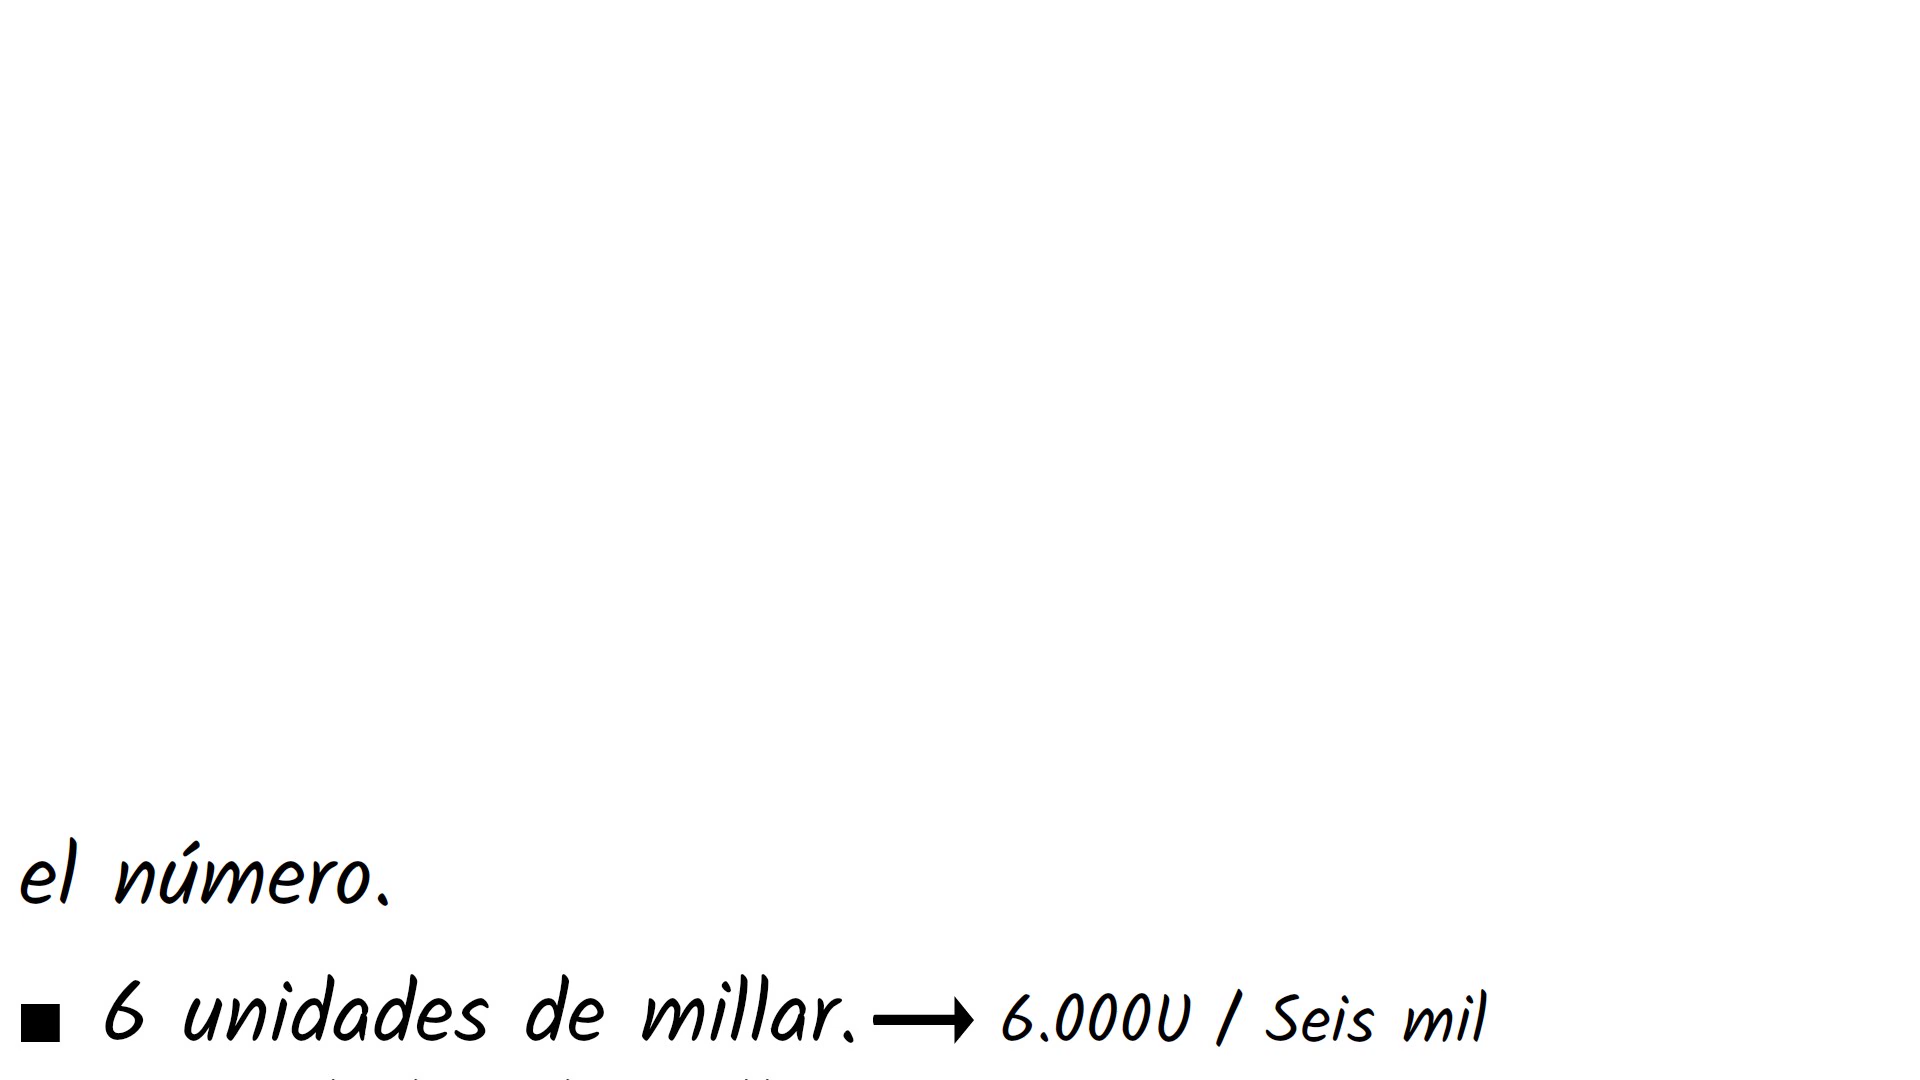 el número.
■ 6 unidades de millar. → 6.000U / Seis mil